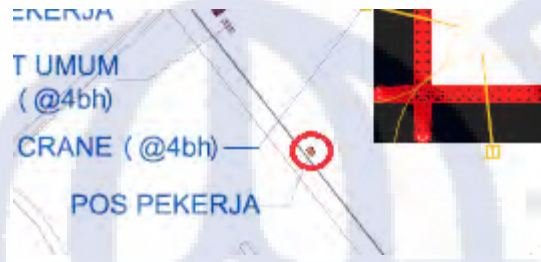 EKERJA
T UMUM
( @4bh)
CRANE ( @4bh)
POS PEKERJA